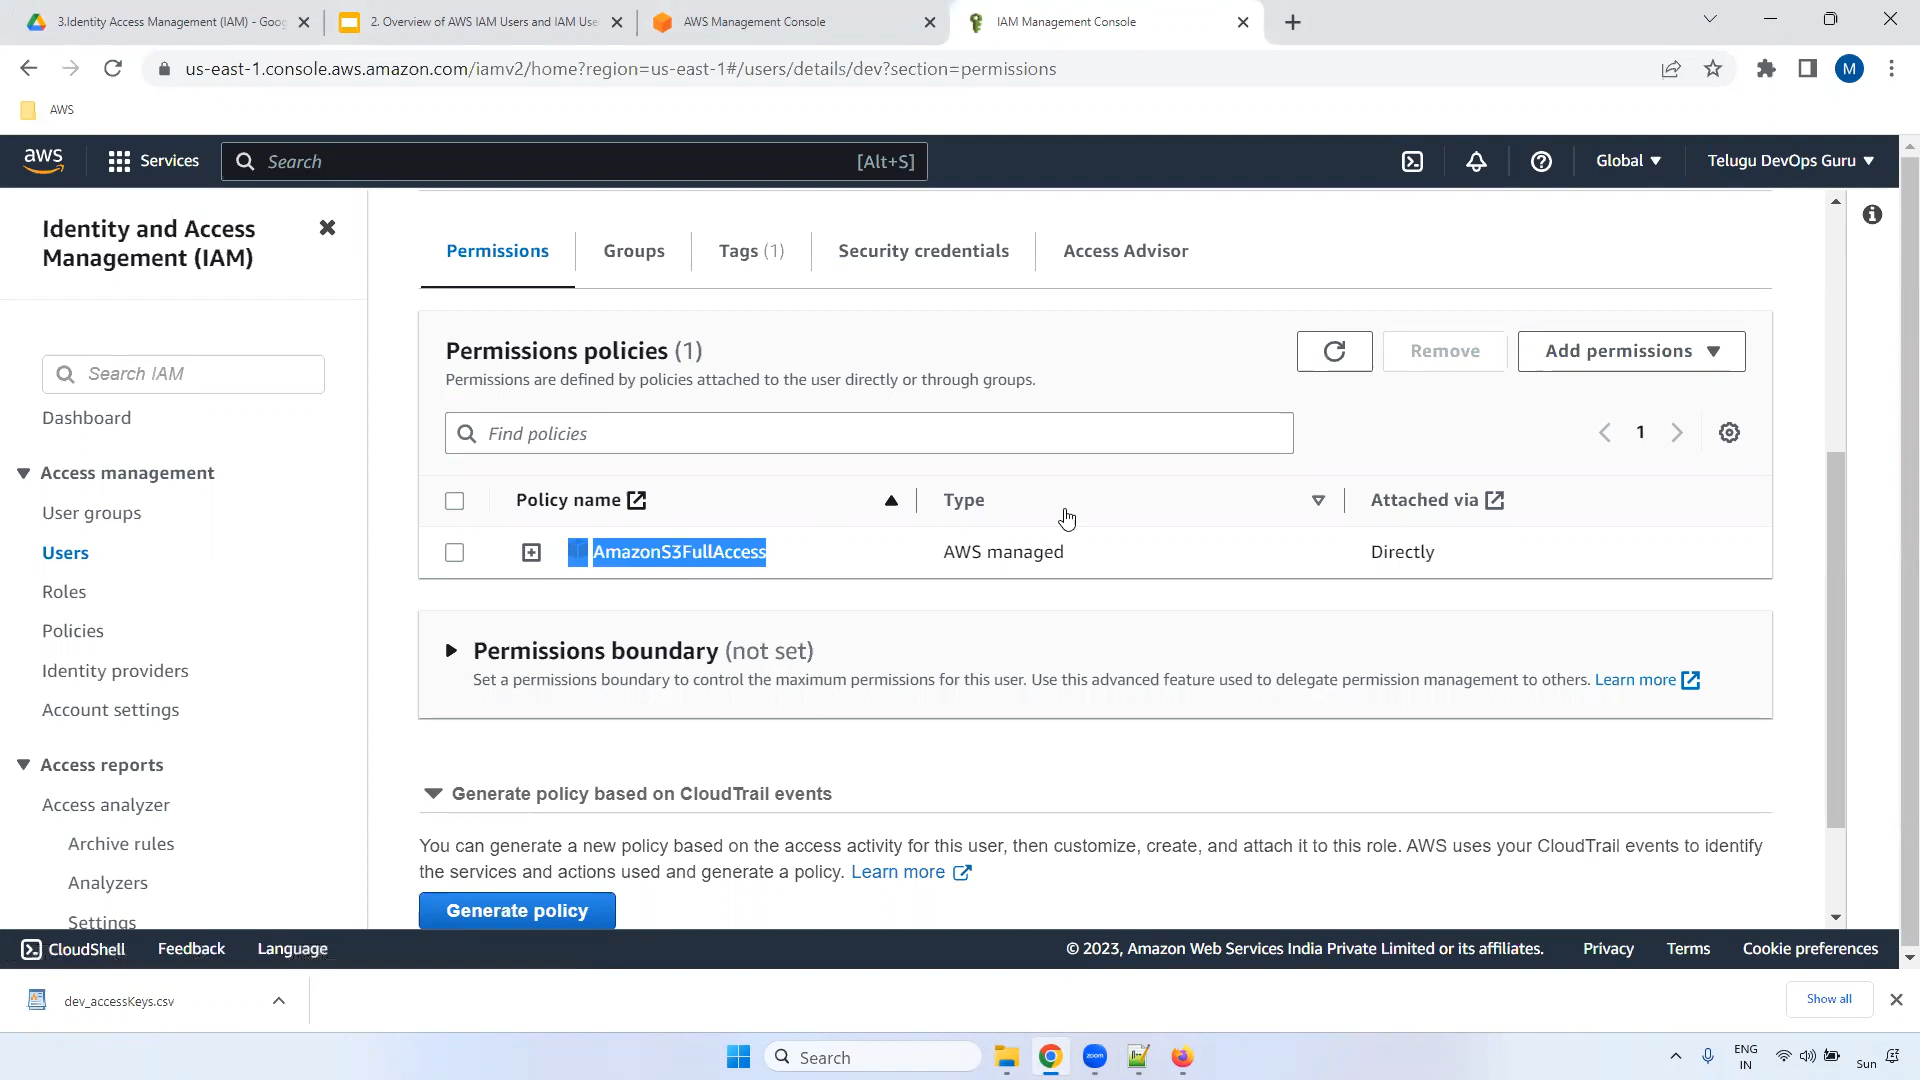 3.Identity Access Management (IAM) - Goog
2. Overview of AWS IAM Users and IAM Use
AWS Management Console
IAM Management Console
us-east-1.console.aws.amazon.com/iamv2/home?region=us-east-1#/users/details/dev?section=permissions
M
AWS
aws
Services
Search
[Alt+S]
Global
Telugu DevOps Guru
Identity and Access
Management (IAM)
Search IAM
Dashboard
Access management
User groups
Users
Roles
Policies
Identity providers
Account settings
Access reports
Access analyzer
Archive rules
Analyzers
Settings
Permissions
Groups
Tags (1)
Security credentials
Access Advisor
Permissions policies (1)
Permissions are defined by policies attached to the user directly or through groups.
Remove
Add permissions
Find policies
1
Policy name
Type
Attached via
AmazonS3FullAccess
AWS managed
Directly
Permissions boundary (not set)
Set a permissions boundary to control the maximum permissions for this user. Use this advanced feature used to delegate permission management to others. Learn more
Generate policy based on CloudTrail events
You can generate a new policy based on the access activity for this user, then customize, create, and attach it to this role. AWS uses your CloudTrail events to identify
the services and actions used and generate a policy. Learn more
Generate policy
CloudShell
Feedback
Language
© 2023, Amazon Web Services India Private Limited or its affiliates.
Privacy
Terms
Cookie preferences
dev_accessKeys.csv
Show all
Search
zoom
ENG
IN
Sun